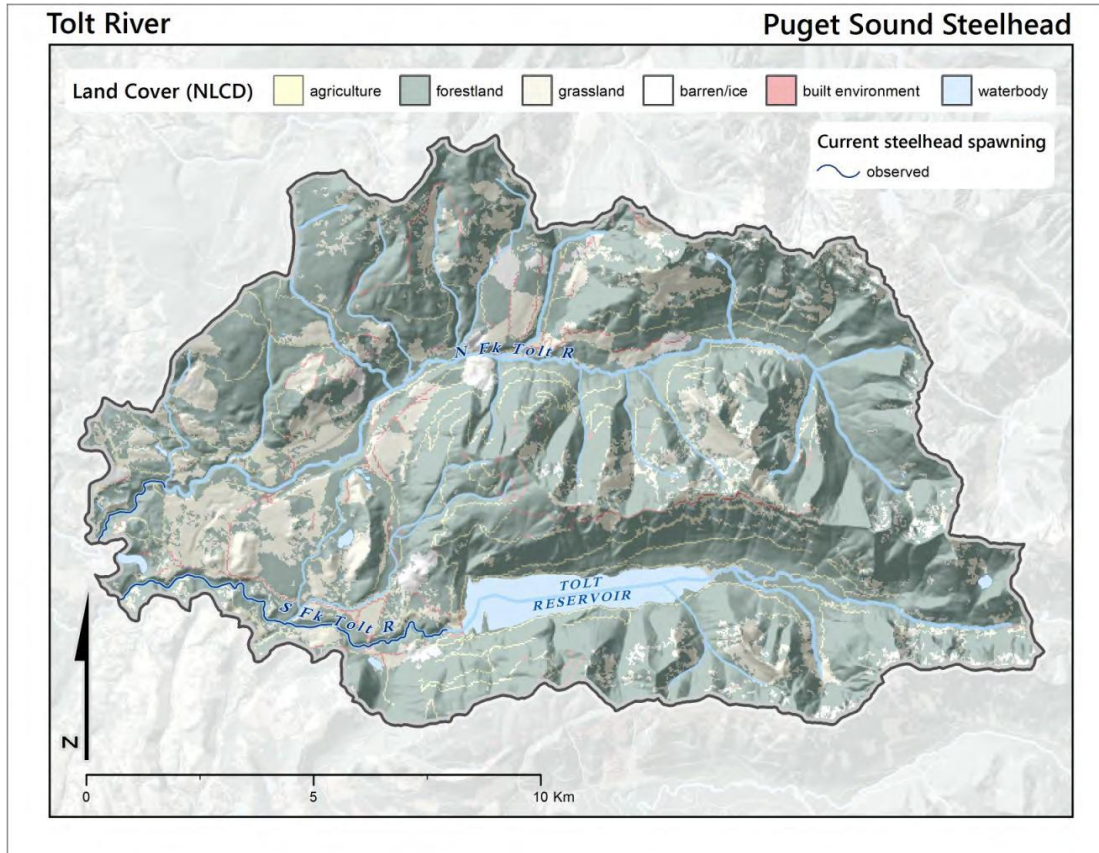 Tolt River
Puget Sound Steelhead
Land Cover (NLCD)
agriculture
forestland
grassland
barren/ice
built environment
waterbody
Current steelhead spawning
observed
N Fk Tolt R
TOLT
RESERVOIR
S Fk Tolt R
N
0
5
10 Km